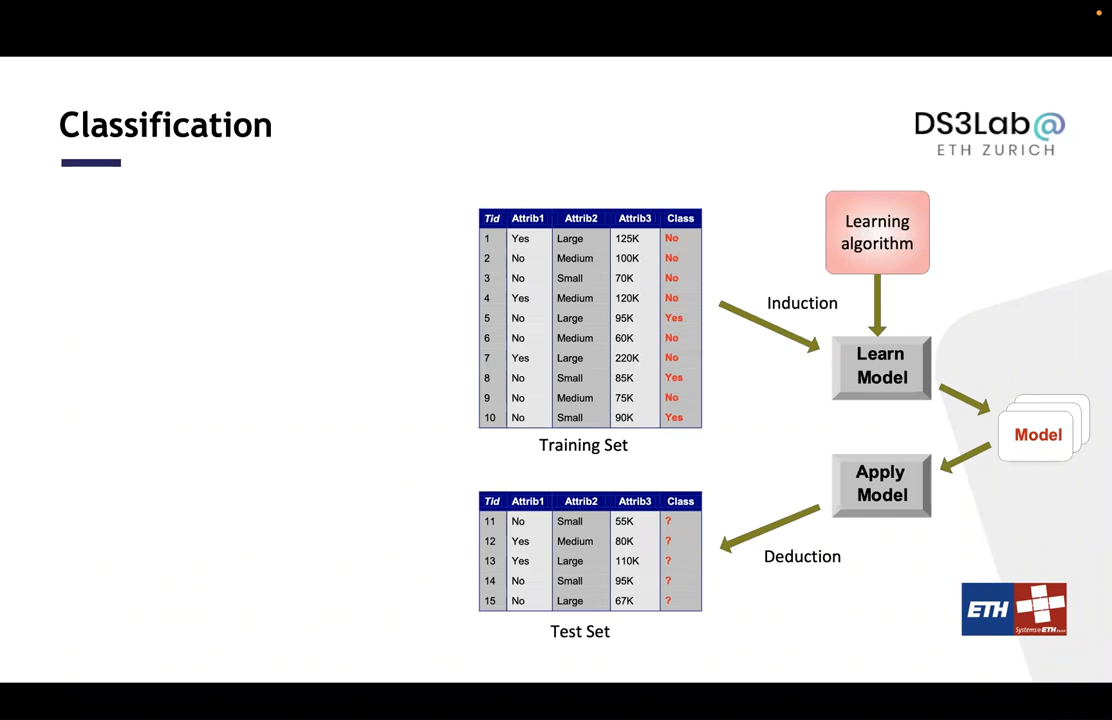 Classification
DS3Lab@
ETH ZURICH
Tid Attrib1 Attrib2 Attrib3 Class
1 Yes Large 125K No
2 No Medium 100K No
3 No Small 70K No
4 Yes Medium 120K No
5 No Large 95K Yes
6 No Medium 60K No
7 Yes Large 220K No
8 No Small 85K Yes
9 No Medium 75K No
10 No Small 90K Yes
Training Set
Learning
algorithm
Induction
Learn
Model
Model
Apply
Model
Deduction
Tid Attrib1 Attrib2 Attrib3 Class
11 No Small 55K ?
12 Yes Medium 80K ?
13 Yes Large 110K ?
14 No Small 95K ?
15 No Large 67K ?
Test Set
ETH
Systems@ETH